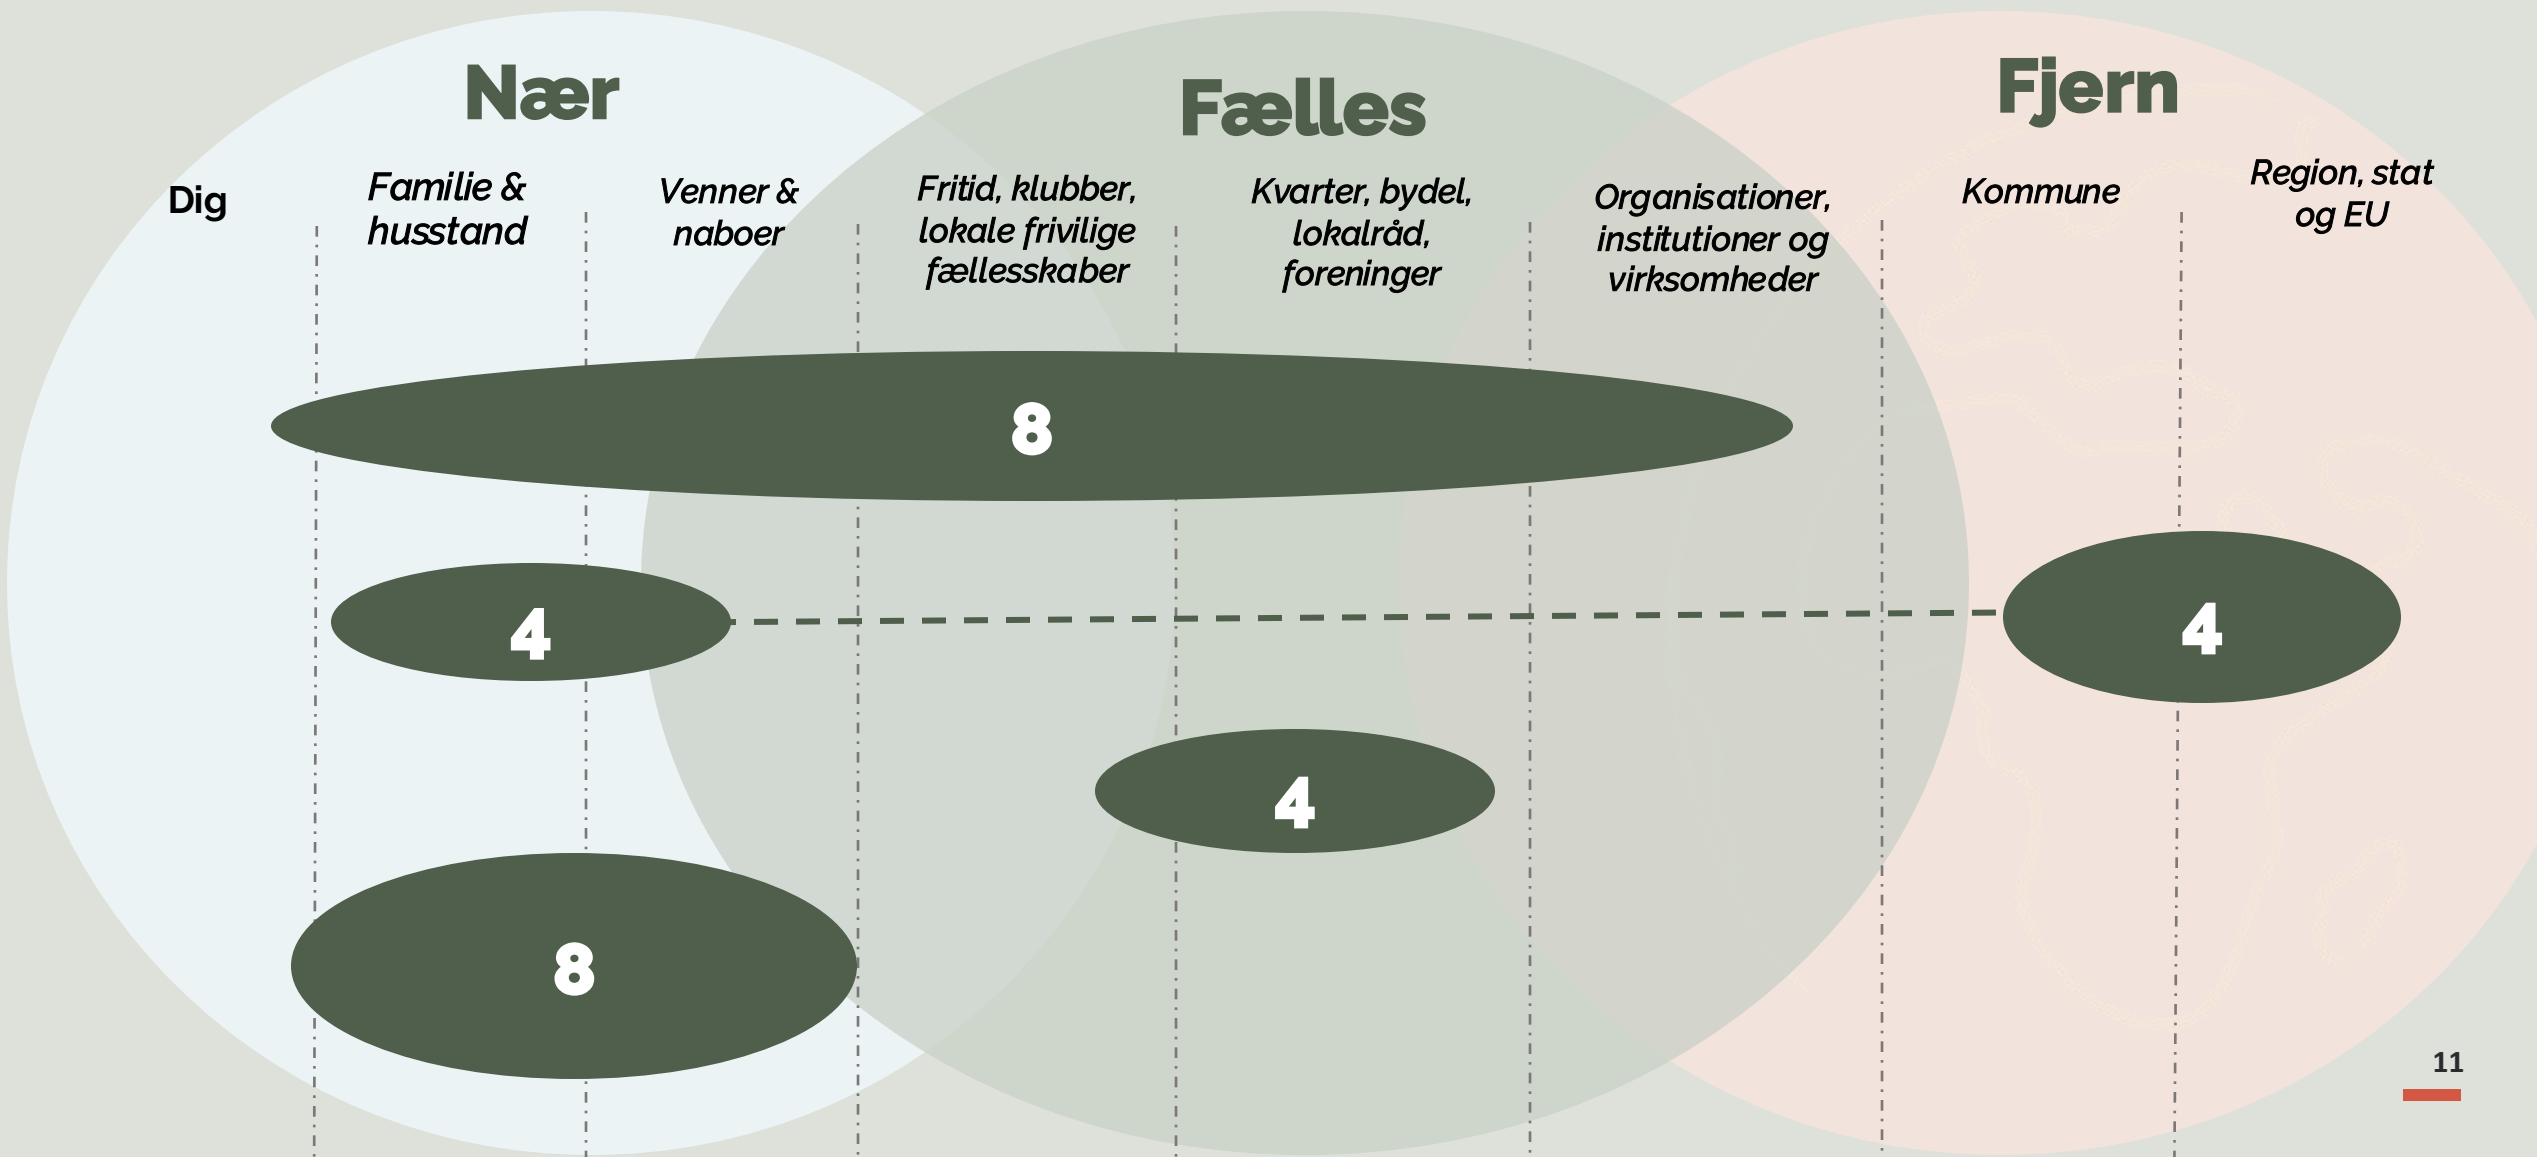 Nær
Fælles
Fjern
Dig
Familie &
husstand
Venner &
naboer
Fritid, klubber,
lokale frivilige
fællesskaber
Kvarter, bydel,
lokalråd,
foreninger
Organisationer,
institutioner og
virksomheder
Kommune
Region, stat
og EU
8
4
4
4
8
11